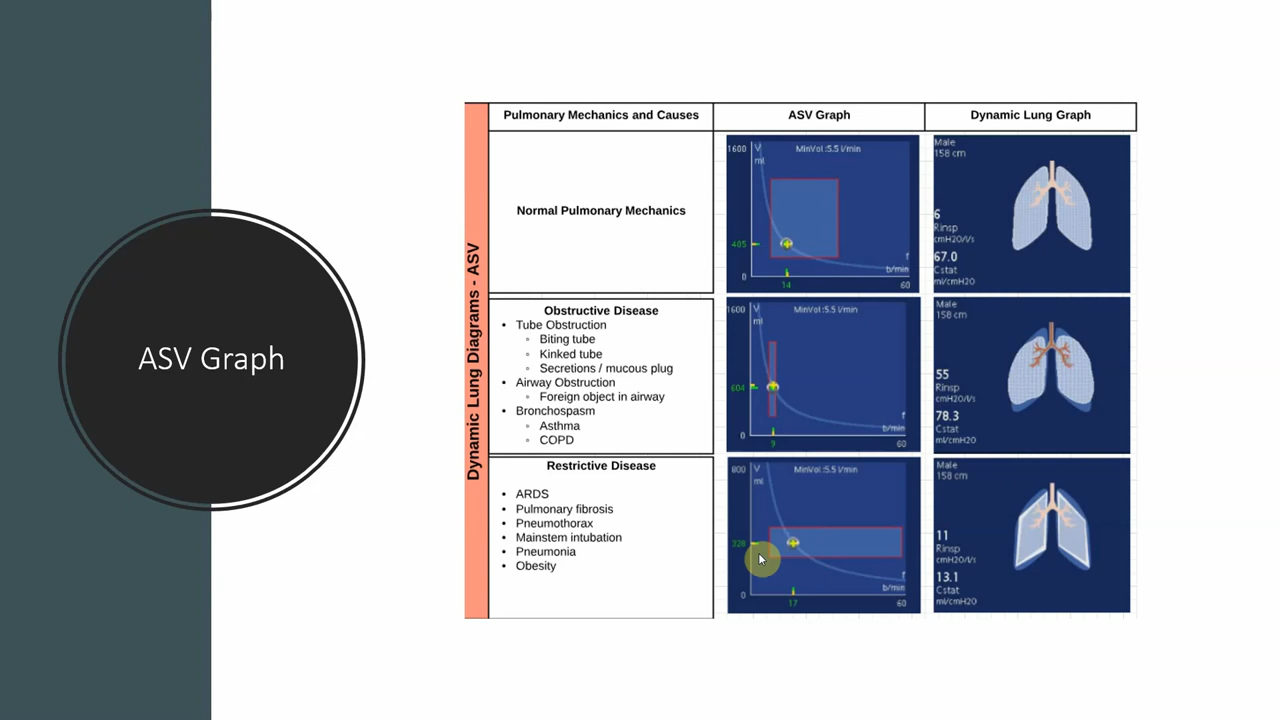 ASV Graph
Dynamic Lung Diagrams - ASV
Pulmonary Mechanics and Causes
ASV Graph
Dynamic Lung Graph
Normal Pulmonary Mechanics
1600
V
ml
MinVol:5.5 l/min
485
0
14
f
b/min
60
Male
158 cm
6
Rinsp
cmH2O/l/s
67.0
Cstat
ml/cmH2O
Obstructive Disease
• Tube Obstruction
◦ Biting tube
◦ Kinked tube
◦ Secretions / mucous plug
• Airway Obstruction
◦ Foreign object in airway
• Bronchospasm
◦ Asthma
◦ COPD
1600
V
ml
MinVol:5.5 l/min
604
0
9
f
b/min
60
Male
158 cm
55
Rinsp
cmH2O/l/s
78.3
Cstat
ml/cmH2O
Restrictive Disease
• ARDS
• Pulmonary fibrosis
• Pneumothorax
• Mainstem intubation
• Pneumonia
• Obesity
800
V
ml
MinVol:5.5 l/min
328
0
17
f
b/min
60
Male
158 cm
11
Rinsp
cmH2O/l/s
13.1
Cstat
ml/cmH2O